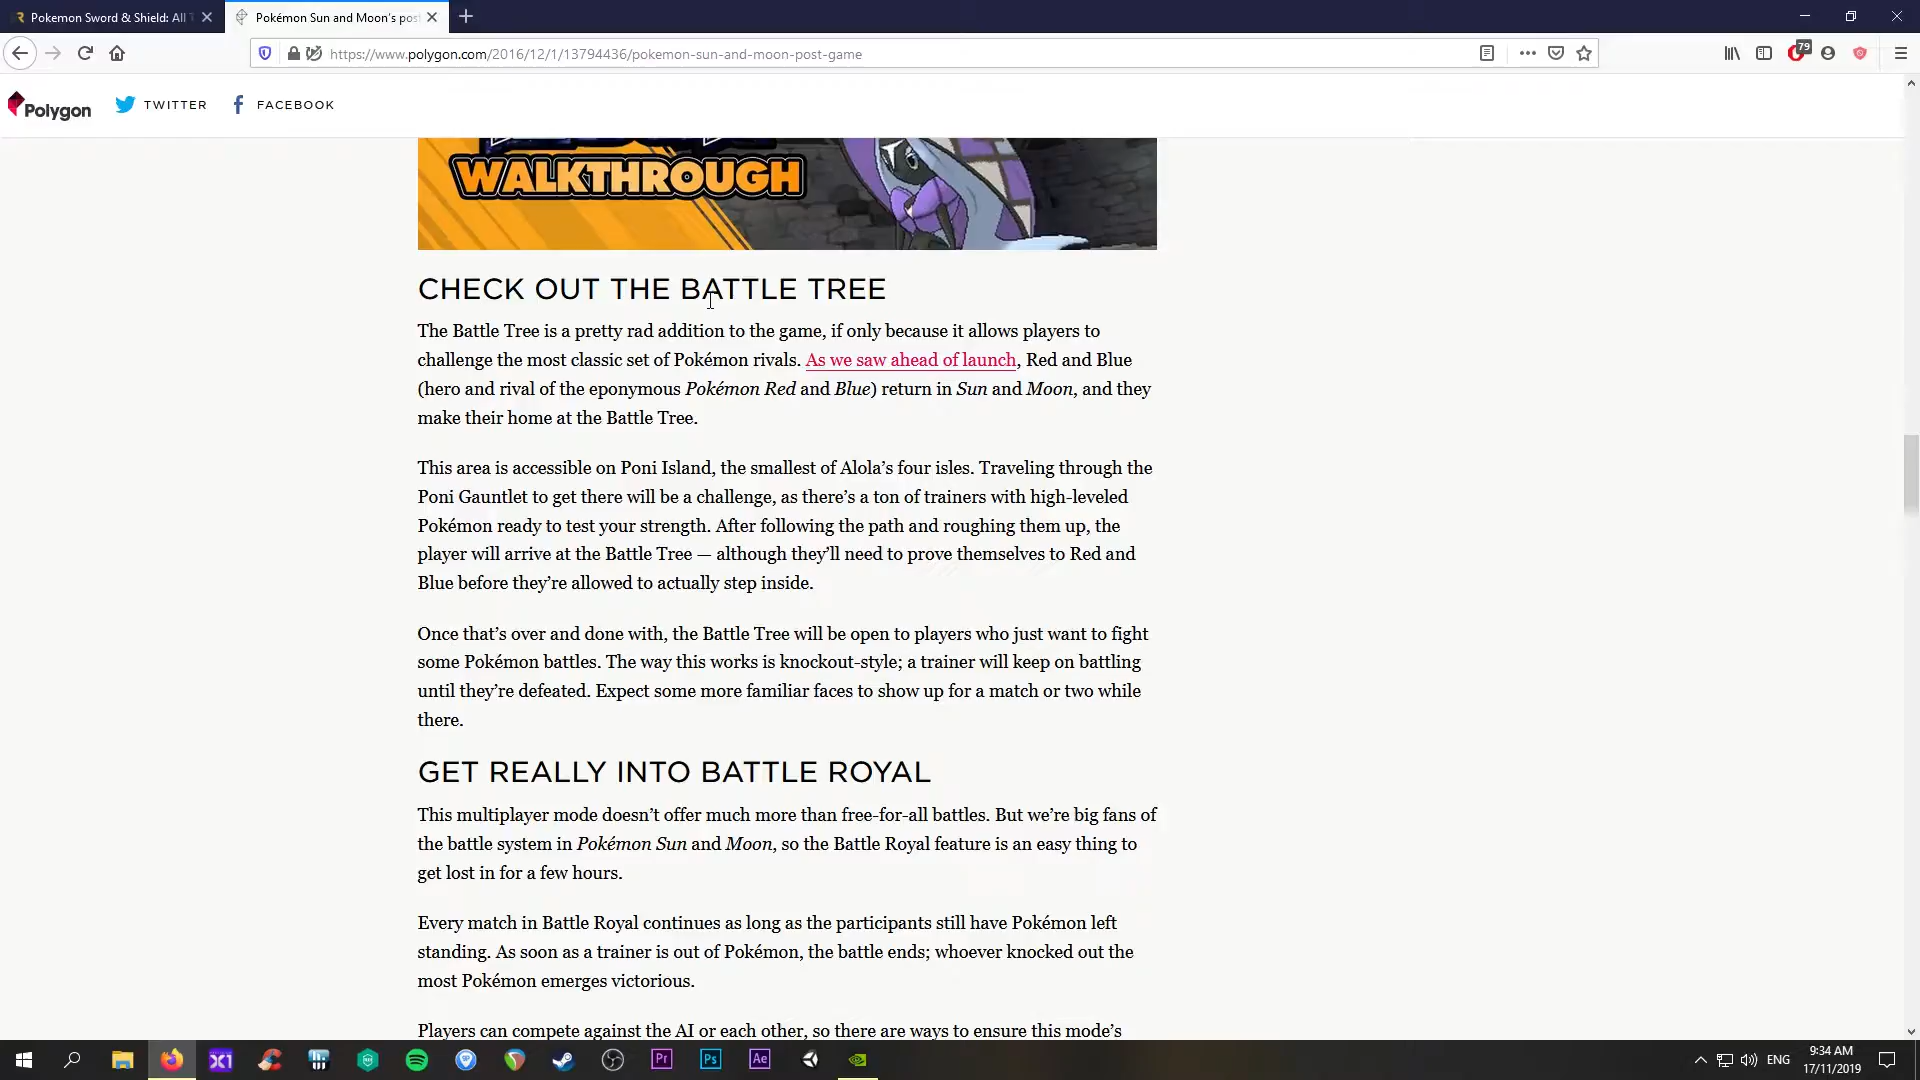 Pokemon Sword & Shield: All
Pokémon Sun and Moon's pos
https://www.polygon.com/2016/12/1/13794436/pokemon-sun-and-moon-post-game
79
Polygon TWITTER FACEBOOK
WALKTHROUGH
CHECK OUT THE BATTLE TREE
The Battle Tree is a pretty rad addition to the game, if only because it allows players to
challenge the most classic set of Pokémon rivals. As we saw ahead of launch, Red and Blue
(hero and rival of the eponymous Pokémon Red and Blue) return in Sun and Moon, and they
make their home at the Battle Tree.
This area is accessible on Poni Island, the smallest of Alola’s four isles. Traveling through the
Poni Gauntlet to get there will be a challenge, as there’s a ton of trainers with high-leveled
Pokémon ready to test your strength. After following the path and roughing them up, the
player will arrive at the Battle Tree — although they’ll need to prove themselves to Red and
Blue before they’re allowed to actually step inside.
Once that’s over and done with, the Battle Tree will be open to players who just want to fight
some Pokémon battles. The way this works is knockout-style; a trainer will keep on battling
until they’re defeated. Expect some more familiar faces to show up for a match or two while
there.
GET REALLY INTO BATTLE ROYAL
This multiplayer mode doesn’t offer much more than free-for-all battles. But we’re big fans of
the battle system in Pokémon Sun and Moon, so the Battle Royal feature is an easy thing to
get lost in for a few hours.
Every match in Battle Royal continues as long as the participants still have Pokémon left
standing. As soon as a trainer is out of Pokémon, the battle ends; whoever knocked out the
most Pokémon emerges victorious.
Players can compete against the AI or each other, so there are ways to ensure this mode’s
X1
Pr
Ps
Ae
ENG
9:34 AM
17/11/2019